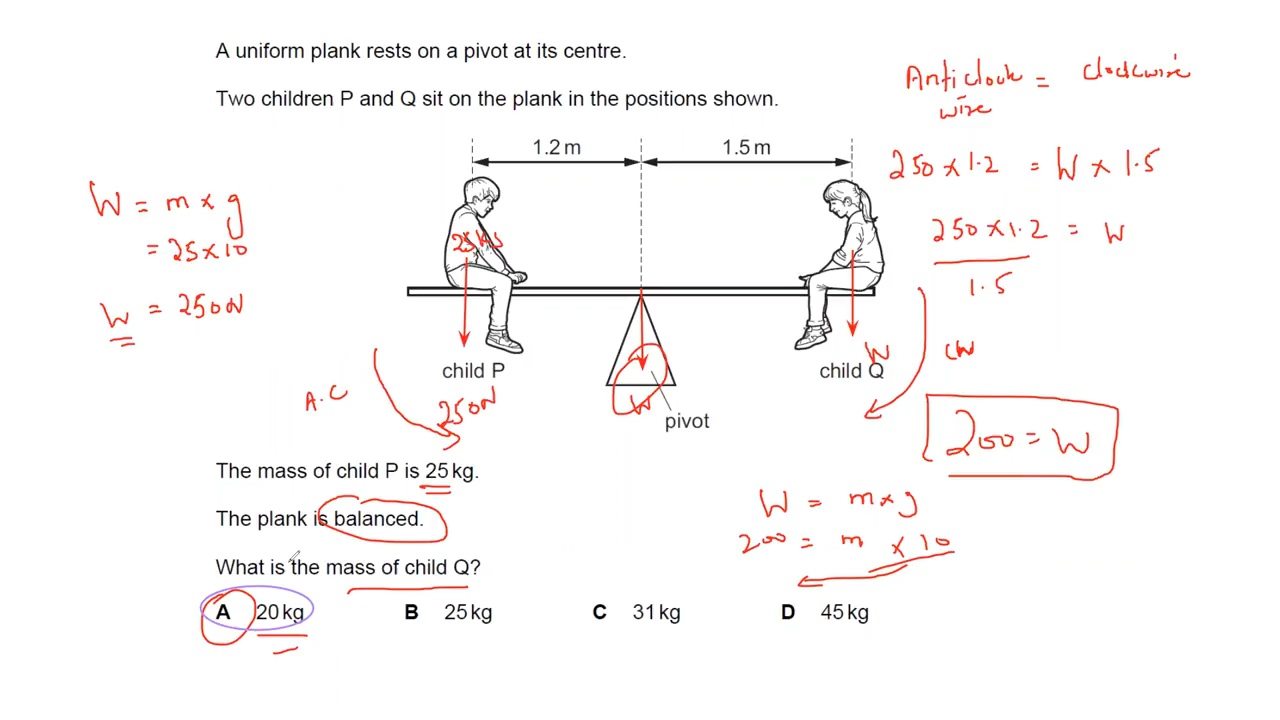 A uniform plank rests on a pivot at its centre.
Two children P and Q sit on the plank in the positions shown.
Anticlock = clockwise
wise
1.2 m
1.5 m
250 × 1.2 = W × 1.5
W = m × g
= 25 × 10
W = 250N
250 × 1.2 = W
1.5
25 kg
child P
250N
A.C
W
pivot
W
child Q
CW
200 = W
The mass of child P is 25 kg.
The plank is balanced.
W = m × g
200 = m × 10
What is the mass of child Q?
A 20 kg B 25 kg C 31 kg D 45 kg